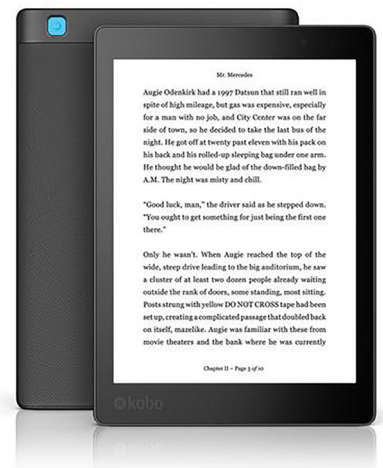 Mr. Mercedes
Augie Odenkirk had a 1997 Datsun that still ran well in
spite of high mileage, but gas was expensive, especially
for a man with no job, and City Center was on the far
side of town, so he decided to take the last bus of the
night. He got off at twenty past eleven with his pack on
his back and his rolled-up sleeping bag under one arm.
He thought he would be glad of the down-filled bag by
A.M. The night was misty and chill.
“Good luck, man,” the driver said as he stepped down.
“You ought to get something for just being the first one
there.”
Only he wasn’t. When Augie reached the top of the
wide, steep drive leading to the big auditorium, he saw
a cluster of at least two dozen people already waiting
outside the rank of doors, some standing, most sitting.
Posts strung with yellow DO NOT CROSS tape had been
set up, creating a complicated passage that doubled back
on itself, mazelike. Augie was familiar with these from
movie theaters and the bank where he was currently
Chapter II – Page 3 of 10
kobo